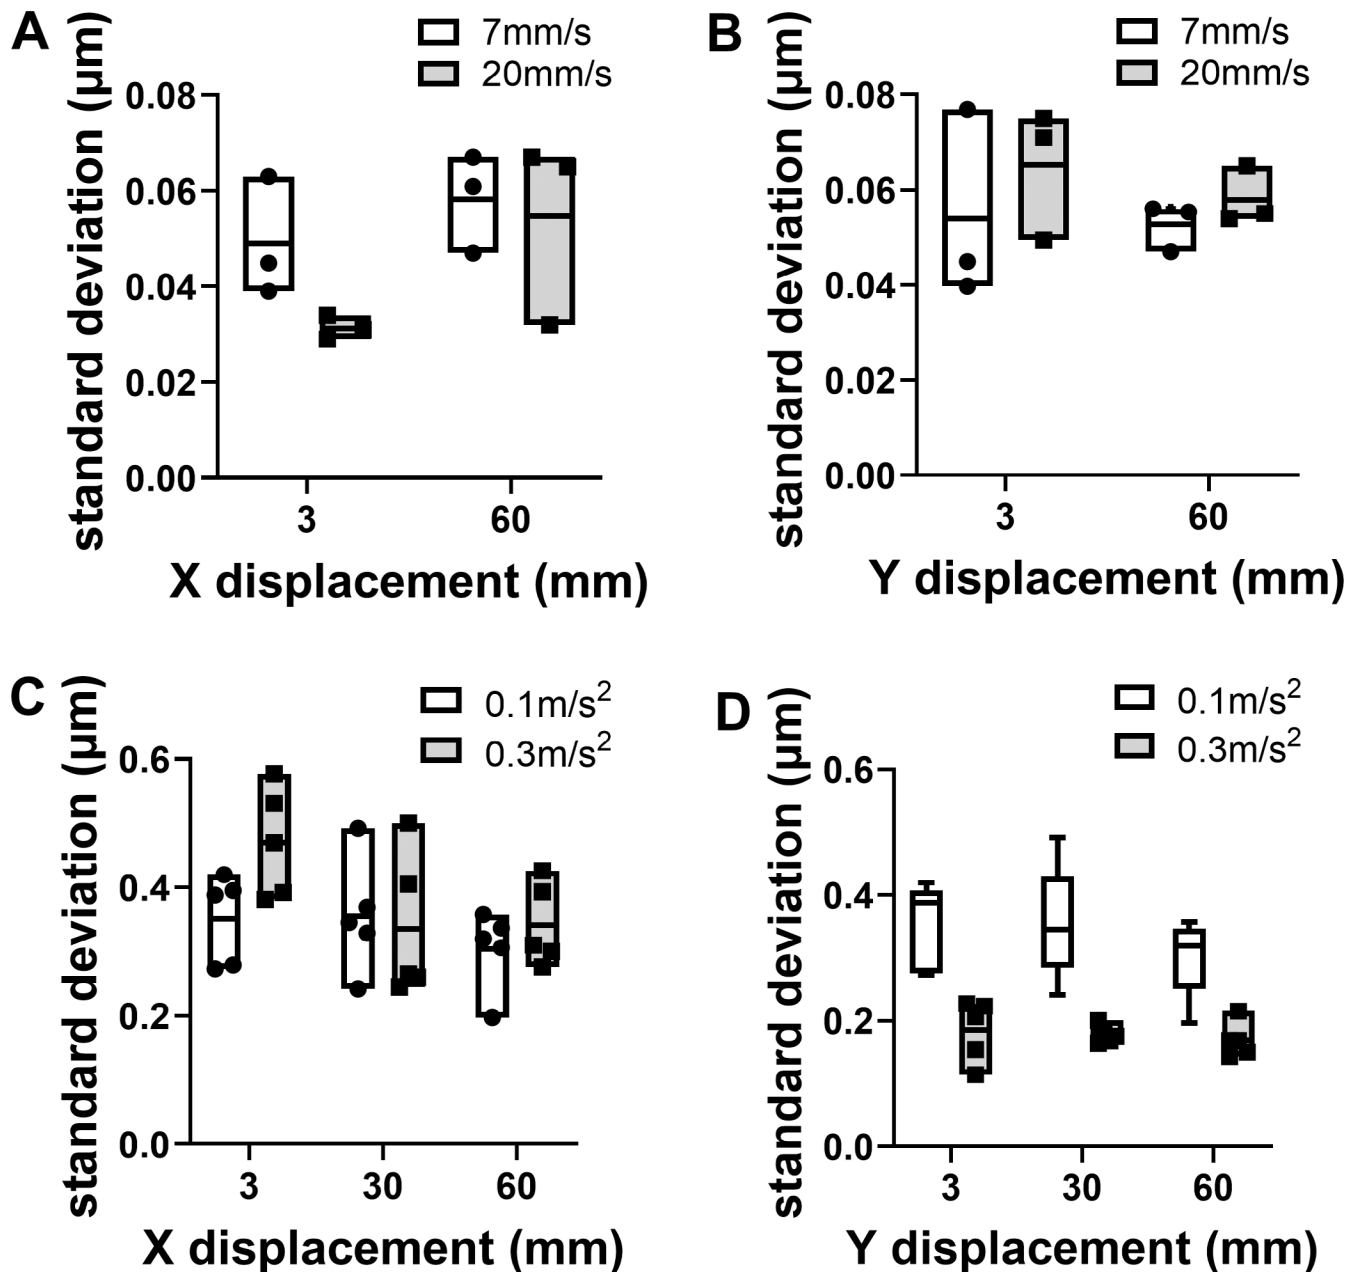 A
standard deviation (µm)
7mm/s
20mm/s
0.08
0.06
0.04
0.02
0.00
3 60
X displacement (mm)
B
standard deviation (µm)
7mm/s
20mm/s
0.08
0.06
0.04
0.02
0.00
3 60
Y displacement (mm)
C
standard deviation (µm)
0.1m/s²
0.3m/s²
0.6
0.4
0.2
0.0
3 30 60
X displacement (mm)
D
standard deviation (µm)
0.1m/s²
0.3m/s²
0.6
0.4
0.2
0.0
3 30 60
Y displacement (mm)